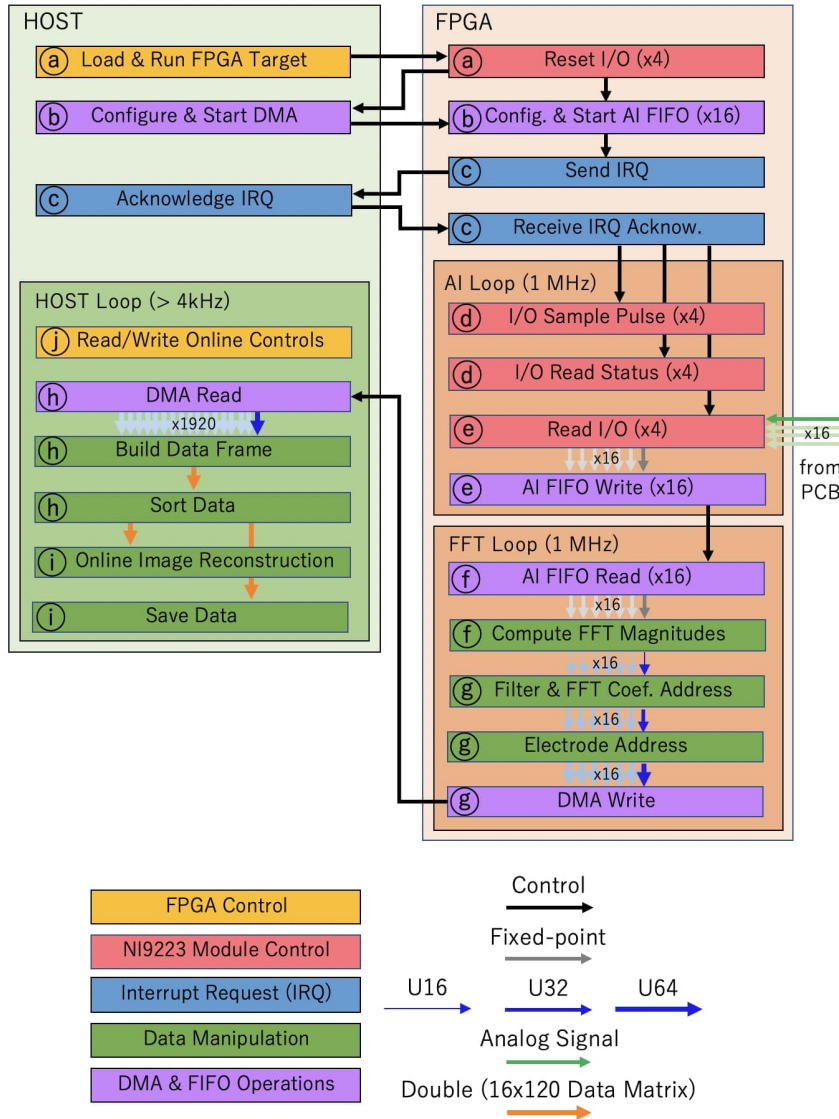 HOST
a Load & Run FPGA Target
b Configure & Start DMA
c Acknowledge IRQ
HOST Loop (> 4kHz)
j Read/Write Online Controls
h DMA Read
x1920
h Build Data Frame
h Sort Data
i Online Image Reconstruction
i Save Data
FPGA
a Reset I/O (x4)
b Config. & Start AI FIFO (x16)
c Send IRQ
c Receive IRQ Acknow.
AI Loop (1 MHz)
d I/O Sample Pulse (x4)
d I/O Read Status (x4)
e Read I/O (x4)
x16
from
PCB
x16
e AI FIFO Write (x16)
FFT Loop (1 MHz)
f AI FIFO Read (x16)
x16
f Compute FFT Magnitudes
x16
g Filter & FFT Coef. Address
x16
g Electrode Address
x16
g DMA Write
FPGA Control
NI9223 Module Control
Interrupt Request (IRQ)
Data Manipulation
DMA & FIFO Operations
Control
Fixed-point
U16 U32 U64
Analog Signal
Double (16x120 Data Matrix)